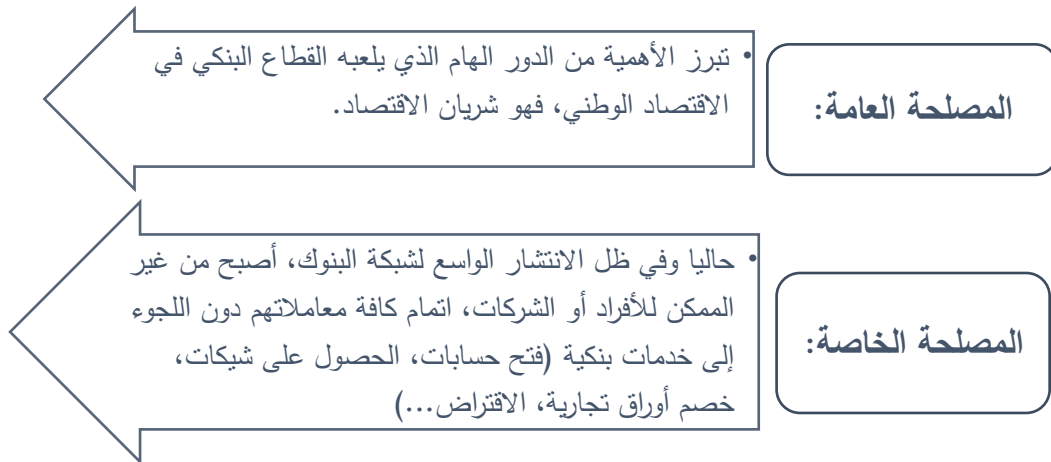 المصلحة العامة:
• تبرز الأهمية من الدور الهام الذي يلعبه القطاع البنكي في
الاقتصاد الوطني، فهو شريان الاقتصاد.
المصلحة الخاصة:
• حاليا وفي ظل الانتشار الواسع لشبكة البنوك، أصبح من غير
الممكن للأفراد أو الشركات، اتمام كافة معاملاتهم دون اللجوء
إلى خدمات بنكية (فتح حسابات، الحصول على شيكات،
خصم أوراق تجارية، الاقتراض...)